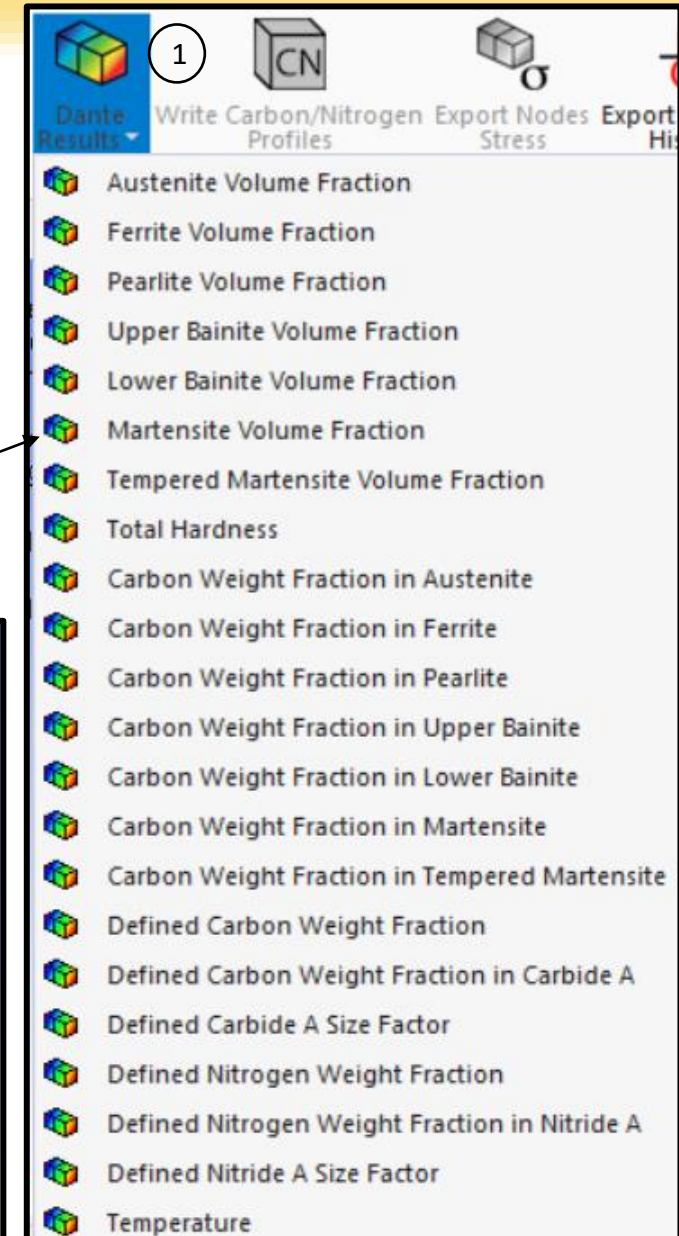 1
CN
σ
Dante Write Carbon/Nitrogen Export Nodes Export
Results Profiles Stress His
Austenite Volume Fraction
Ferrite Volume Fraction
Pearlite Volume Fraction
Upper Bainite Volume Fraction
Lower Bainite Volume Fraction
Martensite Volume Fraction
Tempered Martensite Volume Fraction
Total Hardness
Carbon Weight Fraction in Austenite
Carbon Weight Fraction in Ferrite
Carbon Weight Fraction in Pearlite
Carbon Weight Fraction in Upper Bainite
Carbon Weight Fraction in Lower Bainite
Carbon Weight Fraction in Martensite
Carbon Weight Fraction in Tempered Martensite
Defined Carbon Weight Fraction
Defined Carbon Weight Fraction in Carbide A
Defined Carbide A Size Factor
Defined Nitrogen Weight Fraction
Defined Nitrogen Weight Fraction in Nitride A
Defined Nitride A Size Factor
Temperature